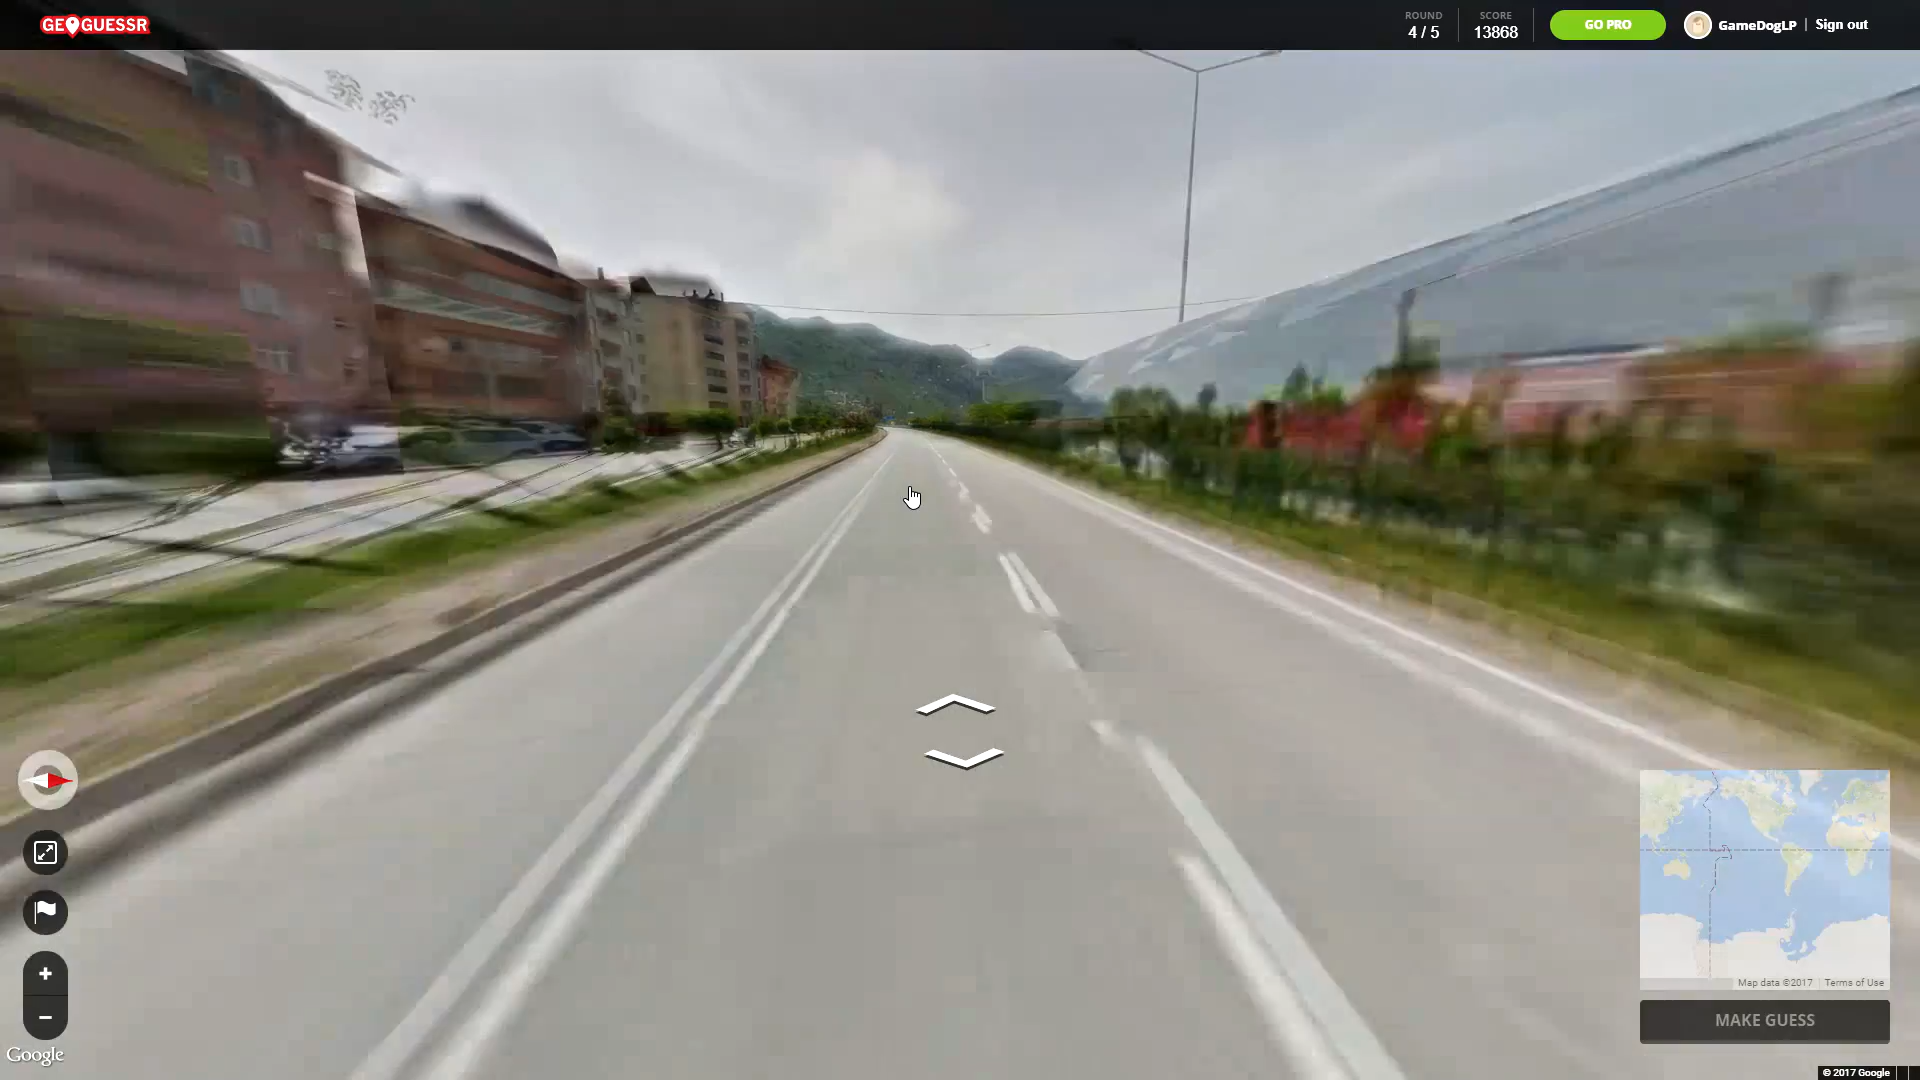 GEOGUESSR
ROUND
4 / 5
SCORE
13868
GO PRO
GameDogLP | Sign out
Map data ©2017
Terms of Use
MAKE GUESS
Google
© 2017 Google